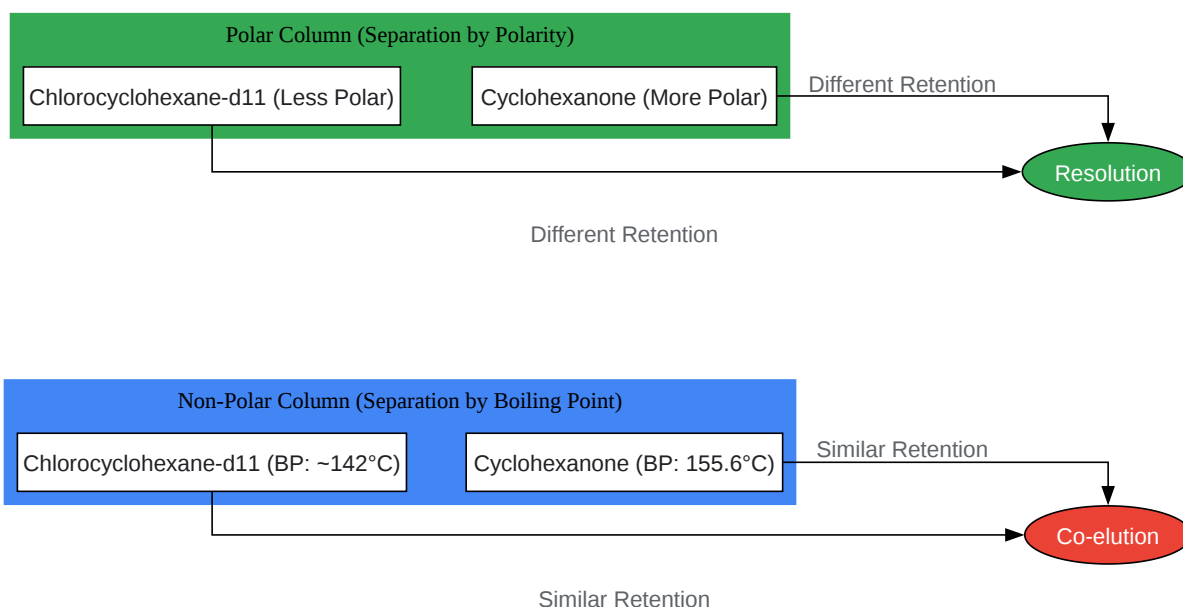 Polar Column (Separation by Polarity)
Chlorocyclohexane-d11 (Less Polar)
Cyclohexanone (More Polar)
Different Retention
Resolution
Different Retention
Non-Polar Column (Separation by Boiling Point)
Chlorocyclohexane-d11 (BP: ~142°C)
Cyclohexanone (BP: 155.6°C)
Similar Retention
Co-elution
Similar Retention